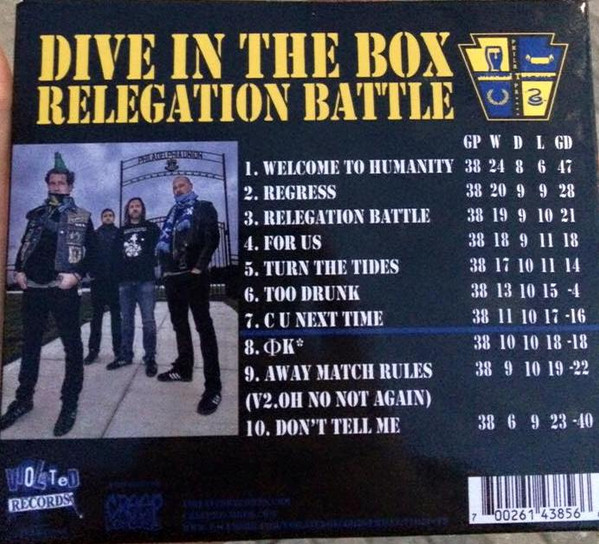 DIVE IN THE BOX
RELEGATION BATTLE
PHILADELPHIA UNION
GP W D L GD
1. WELCOME TO HUMANITY 38 24 8 6 47
2. REGRESS 38 20 9 9 28
3. RELEGATION BATTLE 38 19 9 10 21
4. FOR US 38 18 9 11 18
5. TURN THE TIDES 38 17 10 11 14
6. TOO DRUNK 38 13 10 15 -4
7. C U NEXT TIME 38 11 10 17 -16
8. ΦK* 38 10 10 18 -18
9. AWAY MATCH RULES 38 9 10 19 -22
(V2.OH NO NOT AGAIN)
10. DON'T TELL ME 38 6 9 23 -40
RECORDS
7 00261 43856